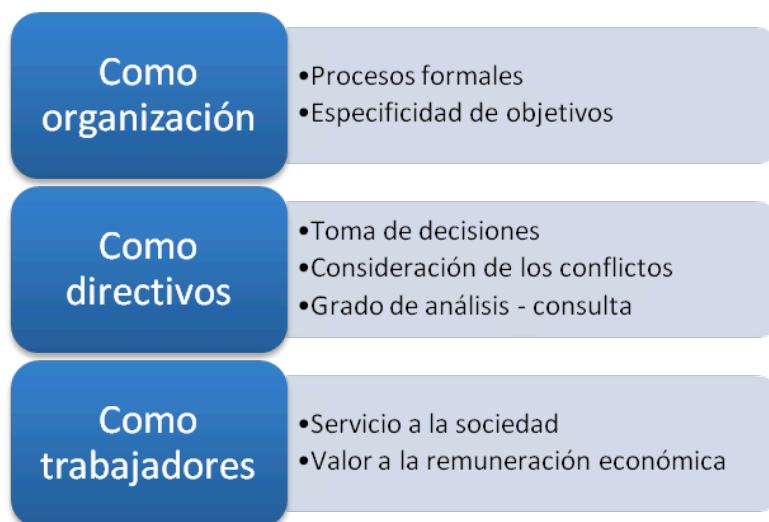 Como
organización
•Procesos formales
•Especificidad de objetivos
Como
directivos
•Toma de decisiones
•Consideración de los conflictos
•Grado de análisis - consulta
Como
trabajadores
•Servicio a la sociedad
•Valor a la remuneración económica